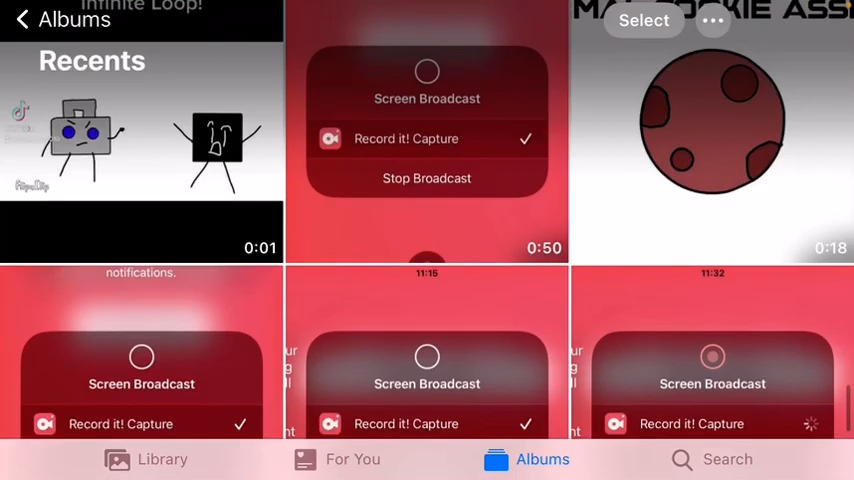 Infinite Loop!
Albums
Select
Recents
TikTok
FlipaClip
0:01
Screen Broadcast
Record it! Capture
Stop Broadcast
0:50
0:18
notifications.
Screen Broadcast
Record it! Capture
11:15
Screen Broadcast
Record it! Capture
11:32
Screen Broadcast
Record it! Capture
Library
For You
Albums
Search